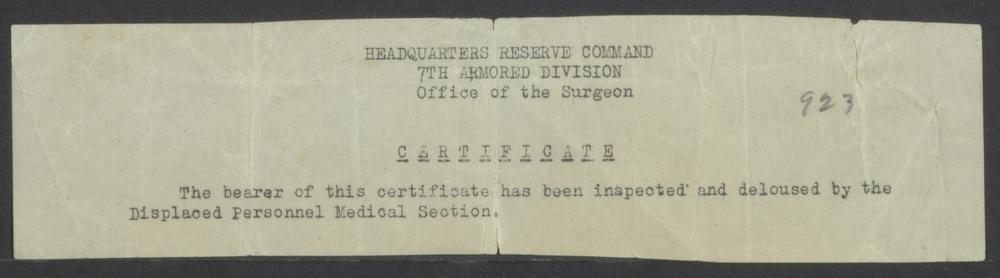 HEADQUARTERS RESERVE COMMAND
7TH ARMORED DIVISION
Office of the Surgeon
923
CERTIFICATE
The bearer of this certificate has been inspected and deloused by the
Displaced Personnel Medical Section.